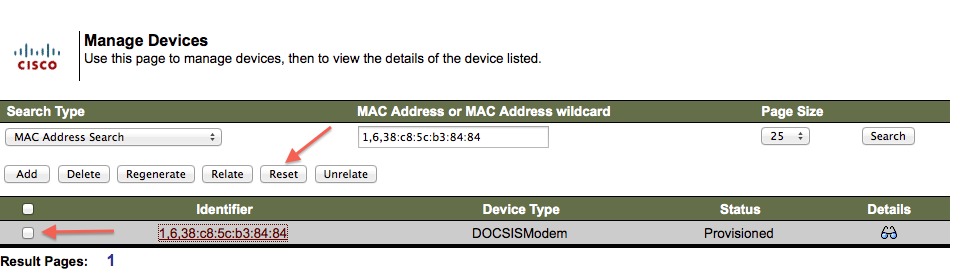 CISCO
Manage Devices
Use this page to manage devices, then to view the details of the device listed.
Search Type MAC Address or MAC Address wildcard Page Size
MAC Address Search 1,6,38:c8:5c:b3:84:84 25 Search
Add Delete Regenerate Relate Reset Unrelate
Identifier Device Type Status Details
1,6,38:c8:5c:b3:84:84 DOCSISModem Provisioned
Result Pages: 1